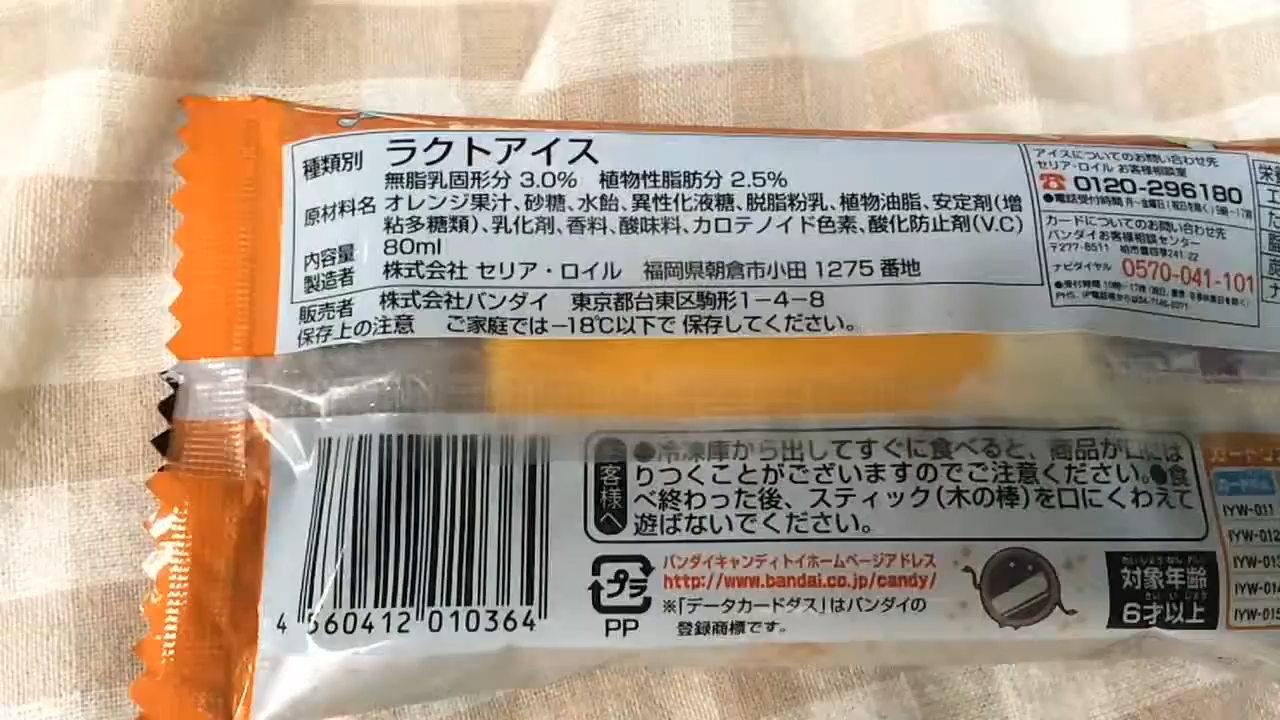 種類別 ラクトアイス
無脂乳固形分 3.0% 植物性脂肪分 2.5%
原材料名 オレンジ果汁、砂糖、水飴、異性化液糖、脱脂粉乳、植物油脂、安定剤(増
粘多糖類)、乳化剤、香料、酸味料、カロテノイド色素、酸化防止剤(V.C)
内容量 80ml
製造者 株式会社 セリア・ロイル 福岡県朝倉市小田 1275 番地
販売者 株式会社バンダイ 東京都台東区駒形1-4-8
保存上の注意 ご家庭では-18℃以下で 保存してください。
アイスについてのお問い合わせ先
セリア・ロイル お客様相談室
0120-296180
カードについてのお問い合わせ先
バンダイお客様相談センター
〒277-8511 柏市豊四季241-22
ナビダイヤル 0570-041-101
客様へ
●冷凍庫から出してすぐに食べると、商品が口には
りつくことがございますのでご注意ください。●食
べ終わった後、スティック(木の棒)を口にくわえて
遊ばないでください。
4 560412 010364
プラ
PP
バンダイキャンディトイホームページアドレス
http://www.bandai.co.jp/candy/
※「データカードダス」はバンダイの
登録商標です。
対象年齢
6才以上
IYW-011
IYW-012